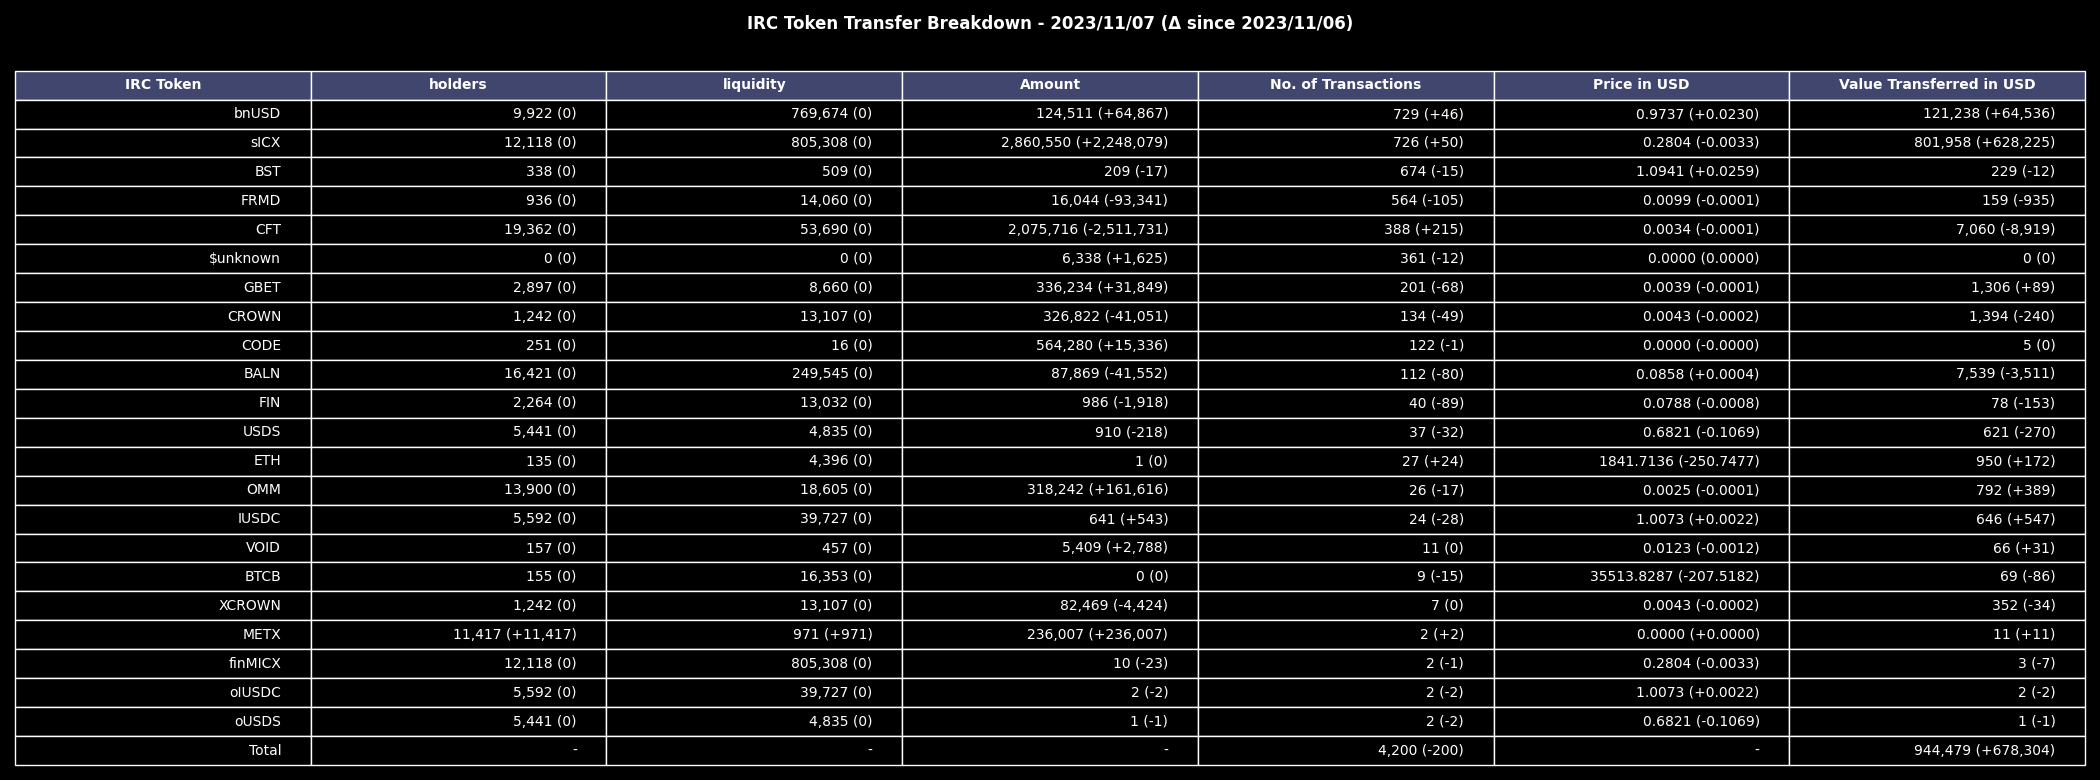 IRC Token Transfer Breakdown - 2023/11/07 (Δ since 2023/11/06)
IRC Token holders liquidity Amount No. of Transactions Price in USD Value Transferred in USD
bnUSD 9,922 (0) 769,674 (0) 124,511 (+64,867) 729 (+46) 0.9737 (+0.0230) 121,238 (+64,536)
sICX 12,118 (0) 805,308 (0) 2,860,550 (+2,248,079) 726 (+50) 0.2804 (-0.0033) 801,958 (+628,225)
BST 338 (0) 509 (0) 209 (-17) 674 (-15) 1.0941 (+0.0259) 229 (-12)
FRMD 936 (0) 14,060 (0) 16,044 (-93,341) 564 (-105) 0.0099 (-0.0001) 159 (-935)
CFT 19,362 (0) 53,690 (0) 2,075,716 (-2,511,731) 388 (+215) 0.0034 (-0.0001) 7,060 (-8,919)
$unknown 0 (0) 0 (0) 6,338 (+1,625) 361 (-12) 0.0000 (0.0000) 0 (0)
GBET 2,897 (0) 8,660 (0) 336,234 (+31,849) 201 (-68) 0.0039 (-0.0001) 1,306 (+89)
CROWN 1,242 (0) 13,107 (0) 326,822 (-41,051) 134 (-49) 0.0043 (-0.0002) 1,394 (-240)
CODE 251 (0) 16 (0) 564,280 (+15,336) 122 (-1) 0.0000 (-0.0000) 5 (0)
BALN 16,421 (0) 249,545 (0) 87,869 (-41,552) 112 (-80) 0.0858 (+0.0004) 7,539 (-3,511)
FIN 2,264 (0) 13,032 (0) 986 (-1,918) 40 (-89) 0.0788 (-0.0008) 78 (-153)
USDS 5,441 (0) 4,835 (0) 910 (-218) 37 (-32) 0.6821 (-0.1069) 621 (-270)
ETH 135 (0) 4,396 (0) 1 (0) 27 (+24) 1841.7136 (-250.7477) 950 (+172)
OMM 13,900 (0) 18,605 (0) 318,242 (+161,616) 26 (-17) 0.0025 (-0.0001) 792 (+389)
IUSDC 5,592 (0) 39,727 (0) 641 (+543) 24 (-28) 1.0073 (+0.0022) 646 (+547)
VOID 157 (0) 457 (0) 5,409 (+2,788) 11 (0) 0.0123 (-0.0012) 66 (+31)
BTCB 155 (0) 16,353 (0) 0 (0) 9 (-15) 35513.8287 (-207.5182) 69 (-86)
XCROWN 1,242 (0) 13,107 (0) 82,469 (-4,424) 7 (0) 0.0043 (-0.0002) 352 (-34)
METX 11,417 (+11,417) 971 (+971) 236,007 (+236,007) 2 (+2) 0.0000 (+0.0000) 11 (+11)
finMICX 12,118 (0) 805,308 (0) 10 (-23) 2 (-1) 0.2804 (-0.0033) 3 (-7)
oIUSDC 5,592 (0) 39,727 (0) 2 (-2) 2 (-2) 1.0073 (+0.0022) 2 (-2)
oUSDS 5,441 (0) 4,835 (0) 1 (-1) 2 (-2) 0.6821 (-0.1069) 1 (-1)
Total - - - 4,200 (-200) - 944,479 (+678,304)